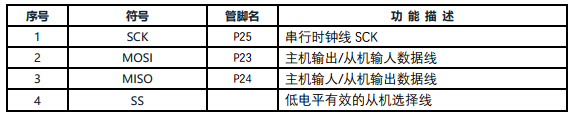 序号 符号 管脚名 功 能 描 述
1 SCK P25 串行时钟线 SCK
2 MOSI P23 主机输出/从机输人数据线
3 MISO P24 主机输人/从机输出数据线
4 SS 低电平有效的从机选择线